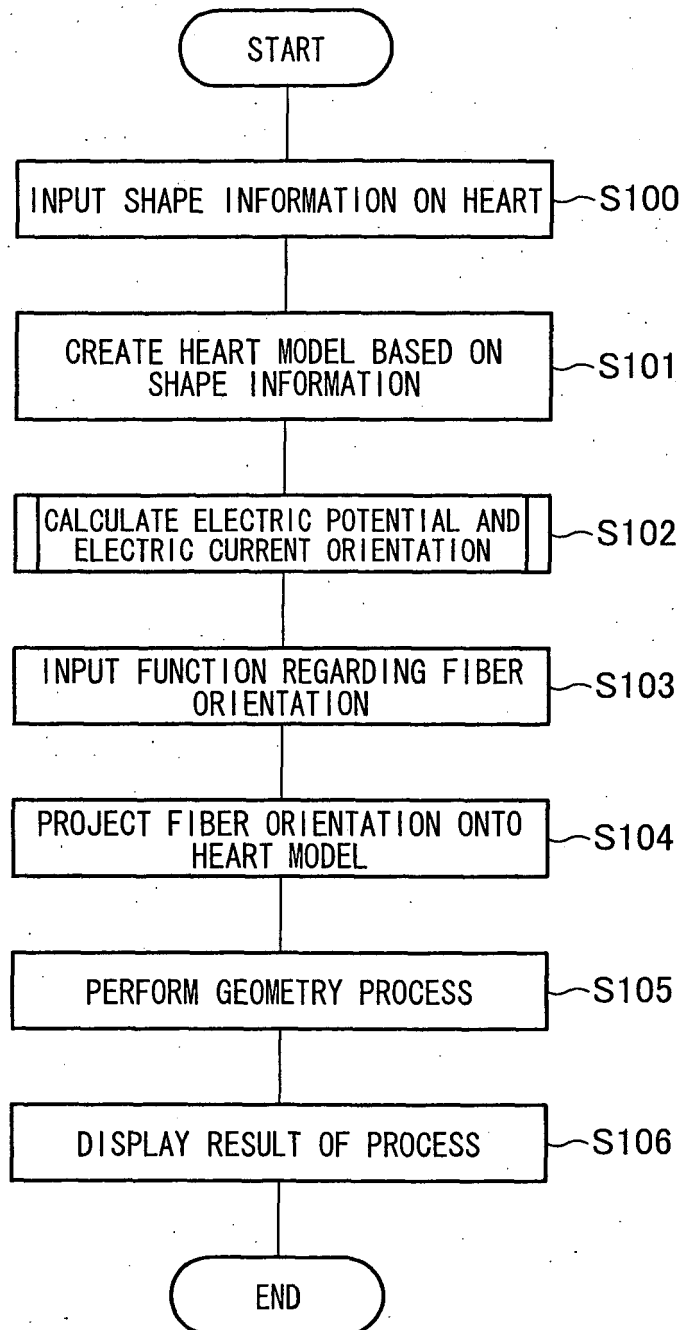 START
INPUT SHAPE INFORMATION ON HEART
S100
CREATE HEART MODEL BASED ON
SHAPE INFORMATION
S101
CALCULATE ELECTRIC POTENTIAL AND
ELECTRIC CURRENT ORIENTATION
S102
INPUT FUNCTION REGARDING FIBER
ORIENTATION
S103
PROJECT FIBER ORIENTATION ONTO
HEART MODEL
S104
PERFORM GEOMETRY PROCESS
S105
DISPLAY RESULT OF PROCESS
S106
END